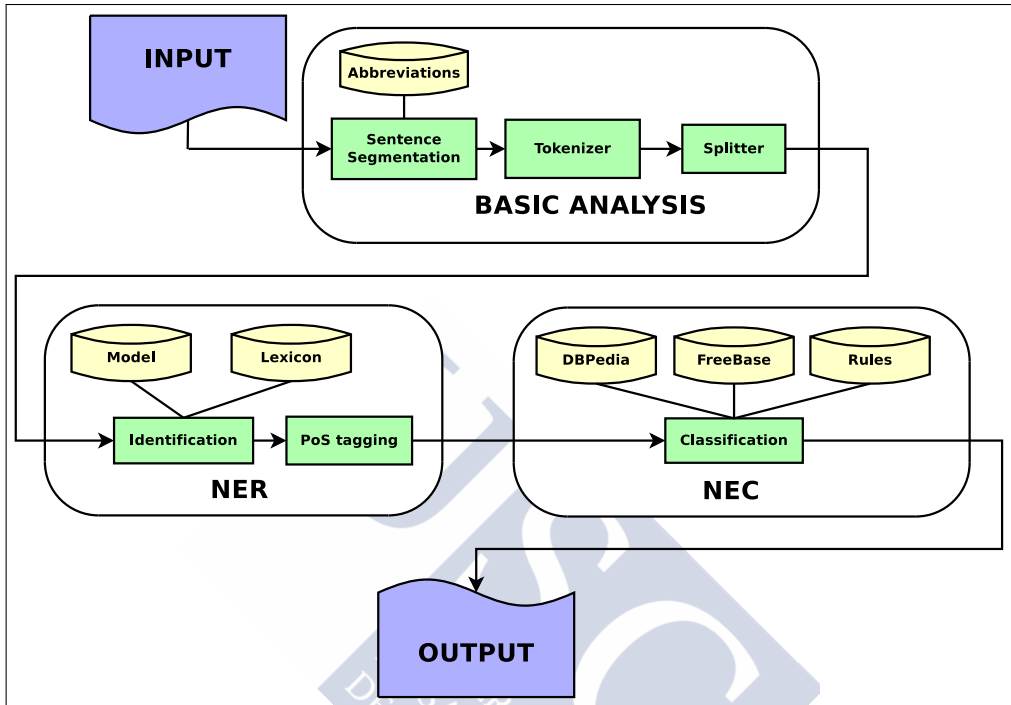 INPUT
Abbreviations
Sentence
Segmentation
Tokenizer
Splitter
BASIC ANALYSIS
Model
Lexicon
Identification
PoS tagging
NER
DBPedia
FreeBase
Rules
Classification
NEC
USC
OUTPUT